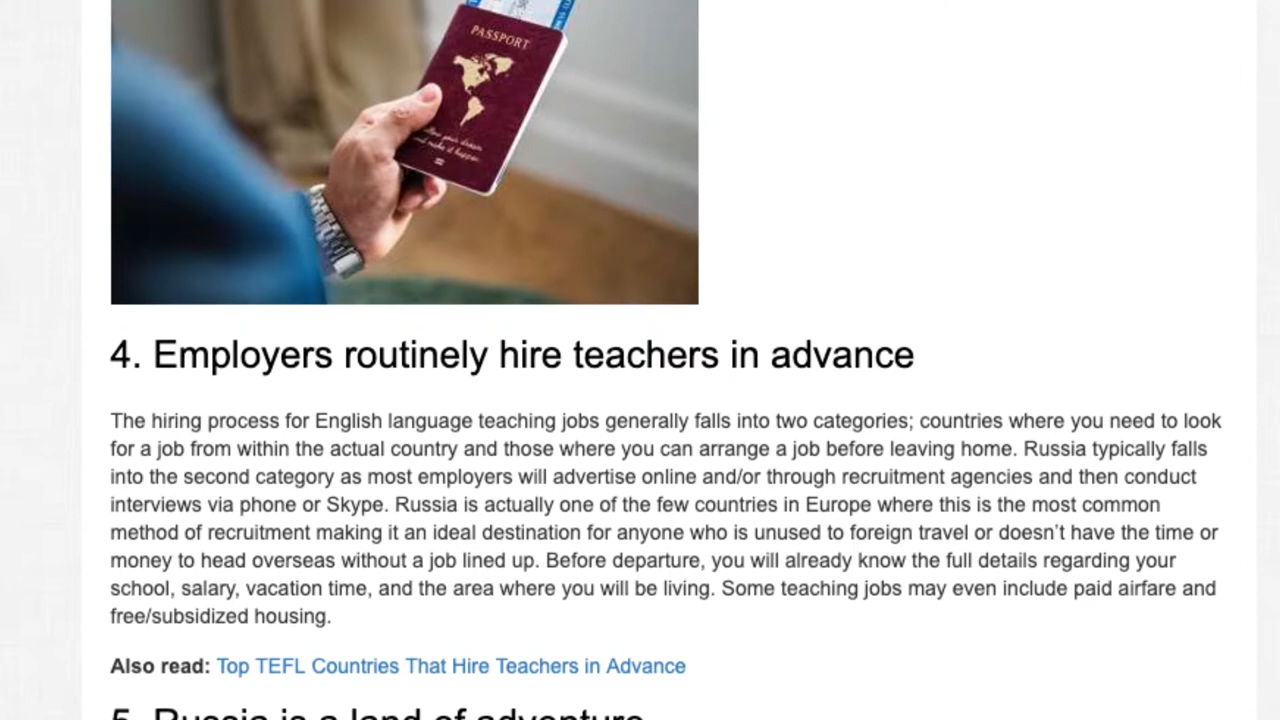 PASSPORT
4. Employers routinely hire teachers in advance
The hiring process for English language teaching jobs generally falls into two categories; countries where you need to look
for a job from within the actual country and those where you can arrange a job before leaving home. Russia typically falls
into the second category as most employers will advertise online and/or through recruitment agencies and then conduct
interviews via phone or Skype. Russia is actually one of the few countries in Europe where this is the most common
method of recruitment making it an ideal destination for anyone who is unused to foreign travel or doesn’t have the time or
money to head overseas without a job lined up. Before departure, you will already know the full details regarding your
school, salary, vacation time, and the area where you will be living. Some teaching jobs may even include paid airfare and
free/subsidized housing.
Also read: Top TEFL Countries That Hire Teachers in Advance
5. Russia is a land of adventure